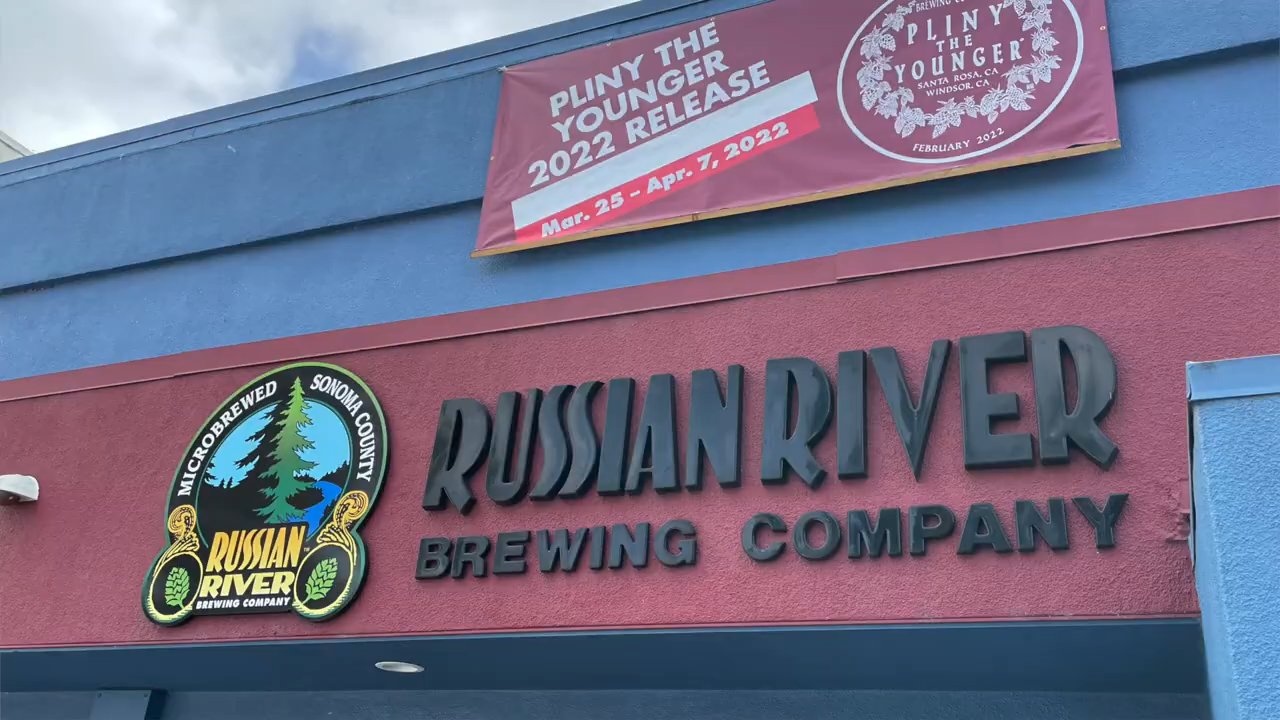 PLINY THE
YOUNGER
2022 RELEASE
Mar. 25 – Apr. 7, 2022
BREWING
PLINY
THE
YOUNGER
SANTA ROSA, CA
WINDSOR, CA
FEBRUARY 2022
MICROBREWED SONOMA COUNTY
RUSSIAN
RIVER
BREWING COMPANY
RUSSIAN RIVER
BREWING COMPANY